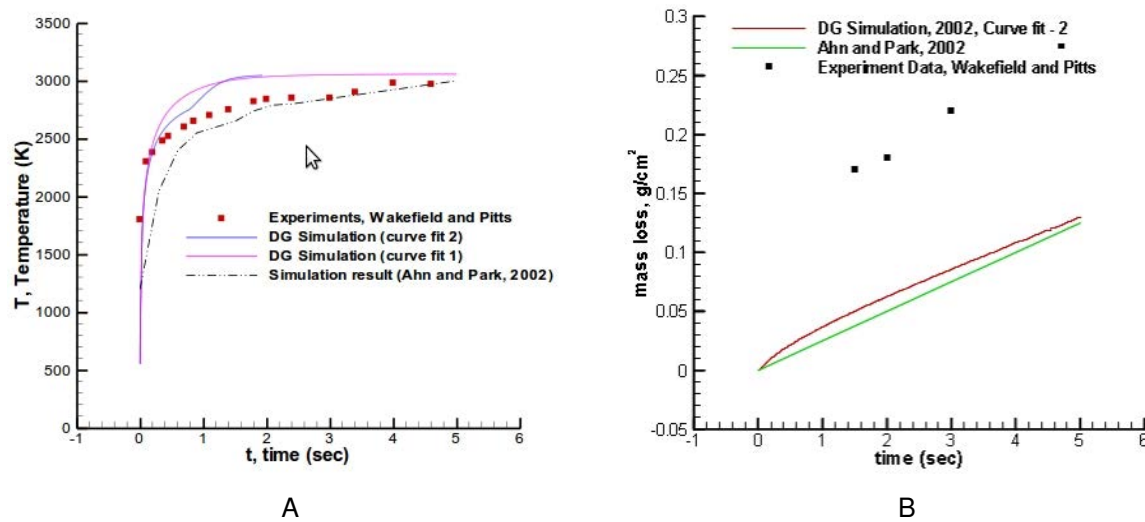 3500
3000
2500
2000
1500
1000
500
0
T, Temperature (K)
Experiments, Wakefield and Pitts
DG Simulation (curve fit 2)
DG Simulation (curve fit 1)
Simulation result (Ahn and Park, 2002)
-1 0 1 2 3 4 5 6
t, time (sec)
A
DG Simulation, 2002, Curve fit - 2
Ahn and Park, 2002
Experiment Data, Wakefield and Pitts
0.3
0.25
0.2
0.15
0.1
0.05
0
-0.05
mass loss, g/cm²
-1 0 1 2 3 4 5 6
time (sec)
B